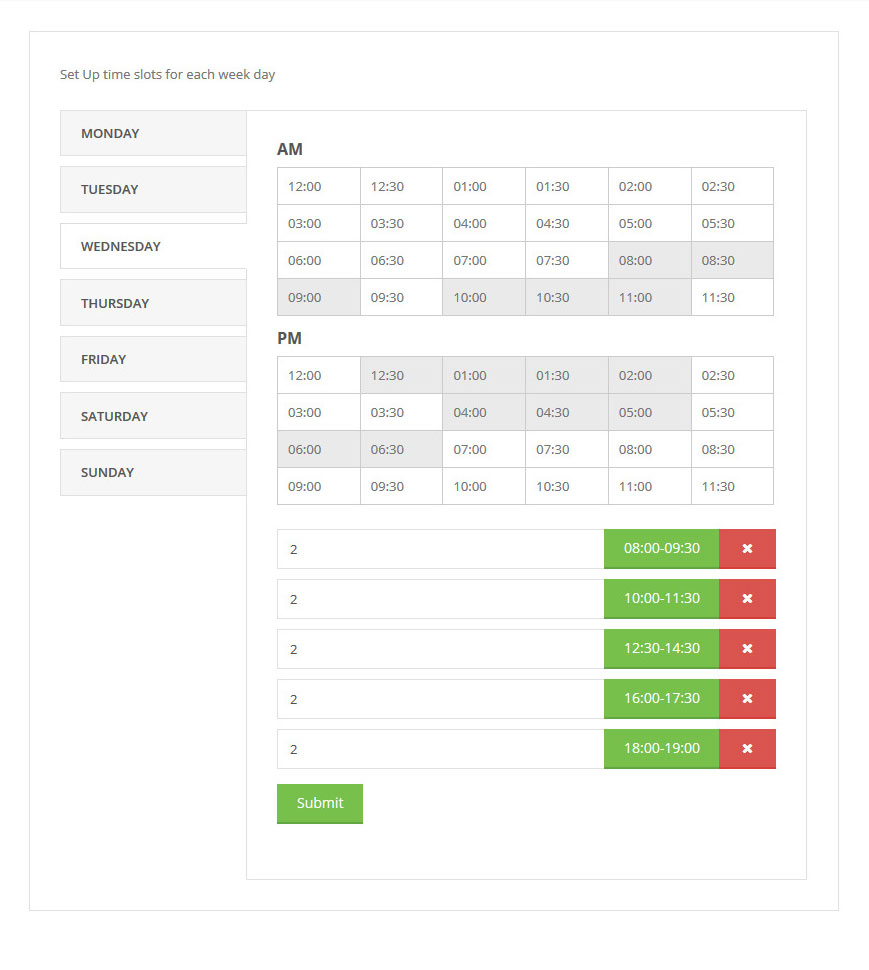 Set Up time slots for each week day
MONDAY
TUESDAY
WEDNESDAY
THURSDAY
FRIDAY
SATURDAY
SUNDAY
AM
12:00 12:30 01:00 01:30 02:00 02:30
03:00 03:30 04:00 04:30 05:00 05:30
06:00 06:30 07:00 07:30 08:00 08:30
09:00 09:30 10:00 10:30 11:00 11:30
PM
12:00 12:30 01:00 01:30 02:00 02:30
03:00 03:30 04:00 04:30 05:00 05:30
06:00 06:30 07:00 07:30 08:00 08:30
09:00 09:30 10:00 10:30 11:00 11:30
2 08:00-09:30
2 10:00-11:30
2 12:30-14:30
2 16:00-17:30
2 18:00-19:00
Submit